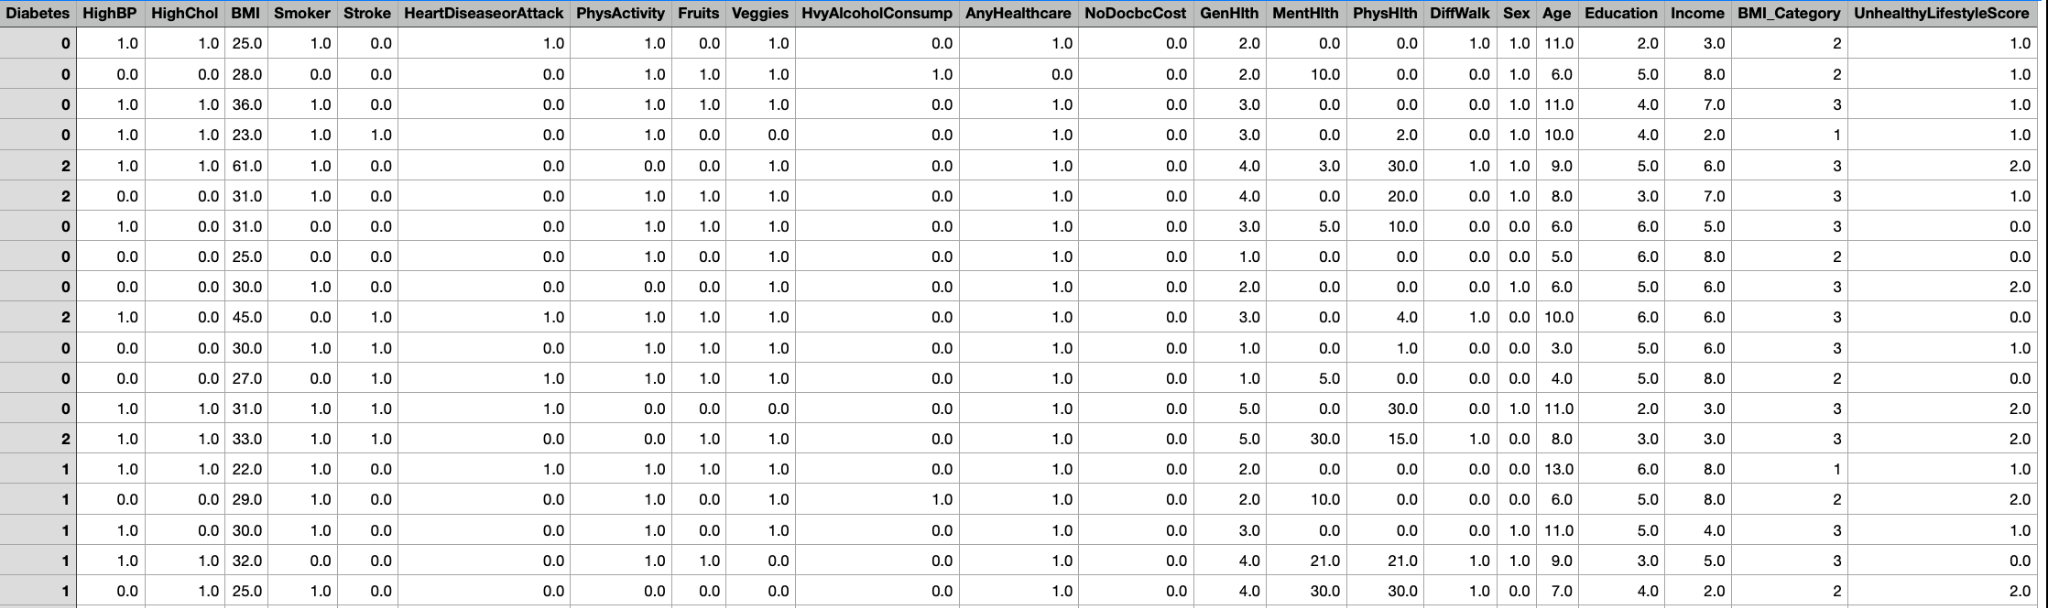 Diabetes HighBP HighChol BMI Smoker Stroke HeartDiseaseorAttack PhysActivity Fruits Veggies HvyAlcoholConsump AnyHealthcare NoDocbcCost GenHlth MentHlth PhysHlth DiffWalk Sex Age Education Income BMI_Category UnhealthyLifestyleScore
0 1.0 1.0 25.0 1.0 0.0 1.0 1.0 0.0 1.0 0.0 1.0 0.0 2.0 0.0 0.0 1.0 1.0 11.0 2.0 3.0 2 1.0
0 0.0 0.0 28.0 0.0 0.0 0.0 1.0 1.0 1.0 1.0 0.0 0.0 2.0 10.0 0.0 0.0 1.0 6.0 5.0 8.0 2 1.0
0 1.0 1.0 36.0 1.0 0.0 0.0 1.0 1.0 1.0 0.0 1.0 0.0 3.0 0.0 0.0 0.0 1.0 11.0 4.0 7.0 3 1.0
0 1.0 1.0 23.0 1.0 1.0 0.0 1.0 0.0 0.0 0.0 1.0 0.0 3.0 0.0 2.0 0.0 1.0 10.0 4.0 2.0 1 1.0
2 1.0 1.0 61.0 1.0 0.0 0.0 0.0 0.0 1.0 0.0 1.0 0.0 4.0 3.0 30.0 1.0 1.0 9.0 5.0 6.0 3 2.0
2 0.0 0.0 31.0 1.0 0.0 0.0 1.0 1.0 1.0 0.0 1.0 0.0 4.0 0.0 20.0 0.0 1.0 8.0 3.0 7.0 3 1.0
0 1.0 0.0 31.0 0.0 0.0 0.0 1.0 1.0 1.0 0.0 1.0 0.0 3.0 5.0 10.0 0.0 0.0 6.0 6.0 5.0 3 0.0
0 0.0 0.0 25.0 0.0 0.0 0.0 1.0 0.0 1.0 0.0 1.0 0.0 1.0 0.0 0.0 0.0 0.0 5.0 6.0 8.0 2 0.0
0 0.0 0.0 30.0 1.0 0.0 0.0 0.0 0.0 1.0 0.0 1.0 0.0 2.0 0.0 0.0 0.0 1.0 6.0 5.0 6.0 3 2.0
2 1.0 0.0 45.0 0.0 1.0 1.0 1.0 1.0 1.0 0.0 1.0 0.0 3.0 0.0 4.0 1.0 0.0 10.0 6.0 6.0 3 0.0
0 0.0 0.0 30.0 1.0 1.0 0.0 1.0 1.0 1.0 0.0 1.0 0.0 1.0 0.0 1.0 0.0 0.0 3.0 5.0 6.0 3 1.0
0 0.0 0.0 27.0 0.0 1.0 1.0 1.0 1.0 1.0 0.0 1.0 0.0 1.0 5.0 0.0 0.0 0.0 4.0 5.0 8.0 2 0.0
0 1.0 1.0 31.0 1.0 1.0 1.0 0.0 0.0 0.0 0.0 1.0 0.0 5.0 0.0 30.0 0.0 1.0 11.0 2.0 3.0 3 2.0
2 1.0 1.0 33.0 1.0 1.0 0.0 0.0 1.0 1.0 0.0 1.0 0.0 5.0 30.0 15.0 1.0 0.0 8.0 3.0 3.0 3 2.0
1 1.0 1.0 22.0 1.0 0.0 1.0 1.0 1.0 1.0 0.0 1.0 0.0 2.0 0.0 0.0 0.0 0.0 13.0 6.0 8.0 1 1.0
1 0.0 0.0 29.0 1.0 0.0 0.0 1.0 0.0 1.0 1.0 1.0 0.0 2.0 10.0 0.0 0.0 0.0 6.0 5.0 8.0 2 2.0
1 1.0 0.0 30.0 1.0 0.0 0.0 1.0 0.0 1.0 0.0 1.0 0.0 3.0 0.0 0.0 0.0 1.0 11.0 5.0 4.0 3 1.0
1 1.0 1.0 32.0 0.0 0.0 0.0 1.0 1.0 0.0 0.0 1.0 0.0 4.0 21.0 21.0 1.0 1.0 9.0 3.0 5.0 3 0.0
1 0.0 1.0 25.0 1.0 0.0 0.0 0.0 0.0 0.0 0.0 1.0 0.0 4.0 30.0 30.0 1.0 0.0 7.0 4.0 2.0 2 2.0